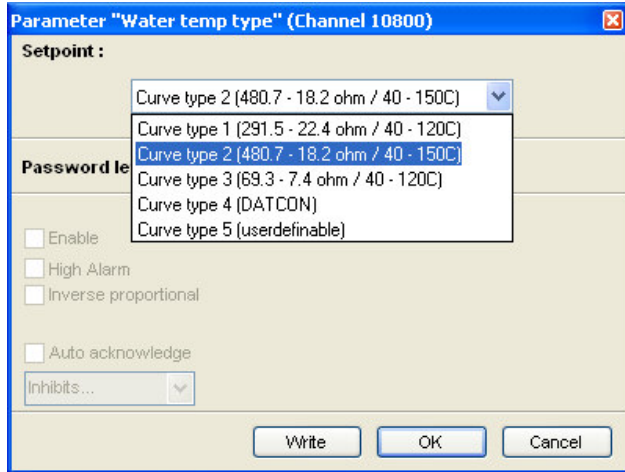 Parameter "Water temp type" (Channel 10800)
Setpoint :
Curve type 2 (480.7 - 18.2 ohm / 40 - 150C)
Curve type 1 (291.5 - 22.4 ohm / 40 - 120C)
Curve type 2 (480.7 - 18.2 ohm / 40 - 150C)
Password le
Curve type 3 (69.3 - 7.4 ohm / 40 - 120C)
Curve type 4 (DATCON)
Curve type 5 (userdefinable)
Enable
High Alarm
Inverse proportional
Auto acknowledge
Inhibits...
Write OK Cancel